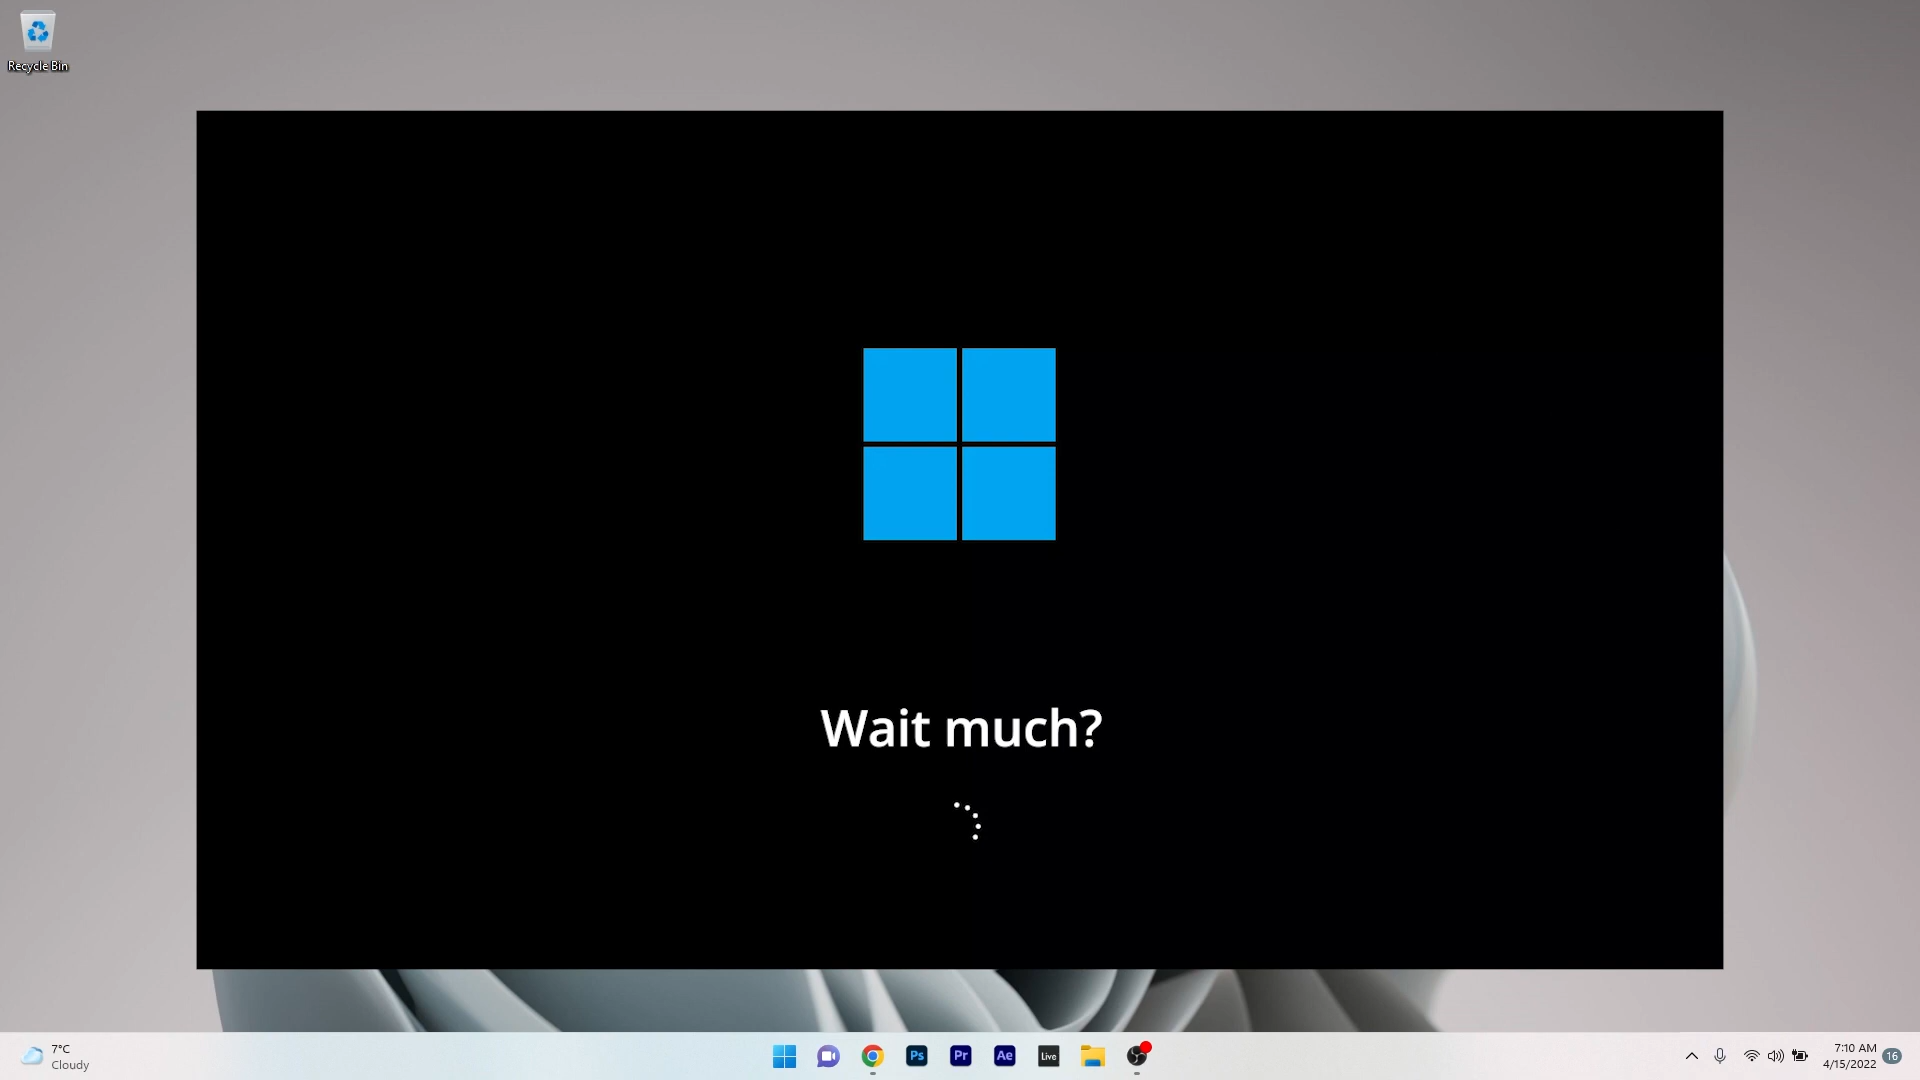 Recycle Bin
Wait much?
7°C
Cloudy
Ps
Pr
Ae
Live
7:10 AM
4/15/2022
16